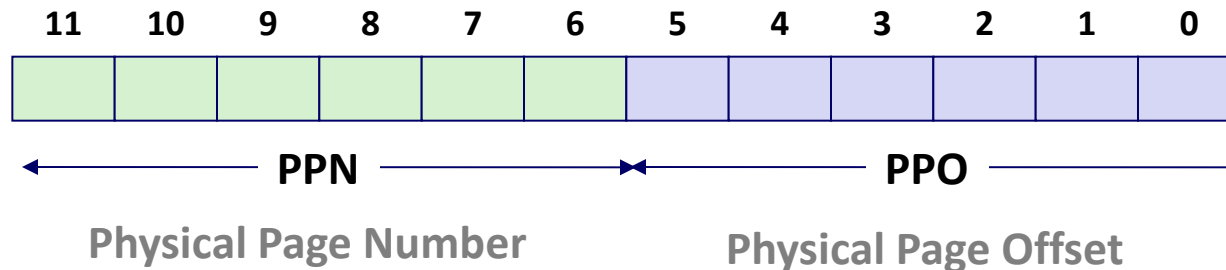 11 10 9 8 7 6 5 4 3 2 1 0
PPN PPO
Physical Page Number Physical Page Offset